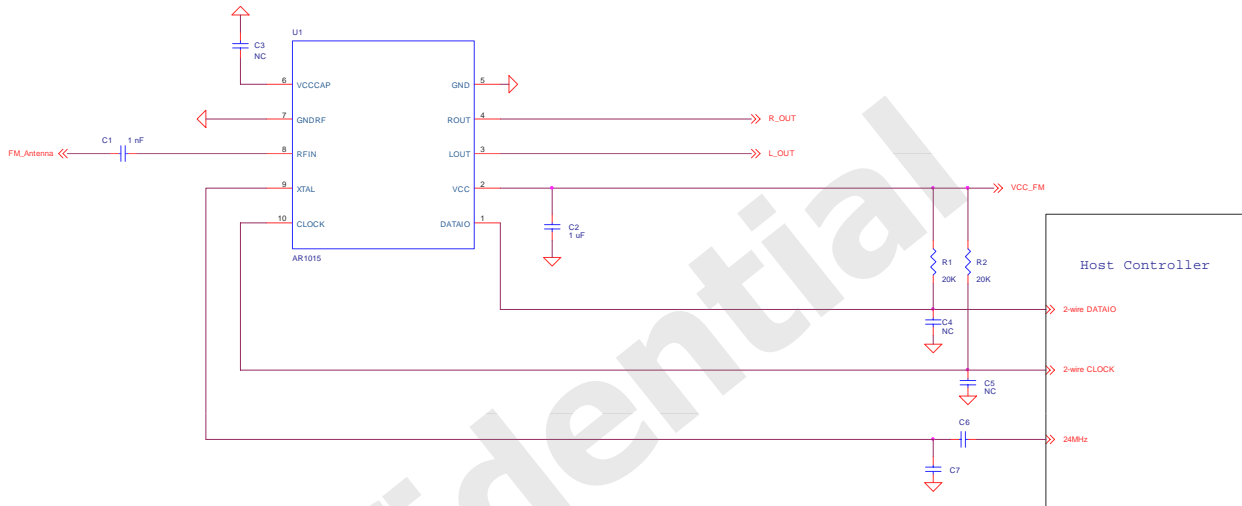 U1
C3
NC
6 VCCCAP
GND 5
7 GNDRF
ROUT 4
R_OUT
C1 1 nF
FM_Antenna
8 RFIN
LOUT 3
L_OUT
9 XTAL
VCC 2
VCC_FM
10 CLOCK
DATAIO 1
C2
1 uF
AR1015
R1
20K
R2
20K
Host Controller
2-wire DATAIO
C4
NC
2-wire CLOCK
C5
NC
C6
24MHz
C7
fidential